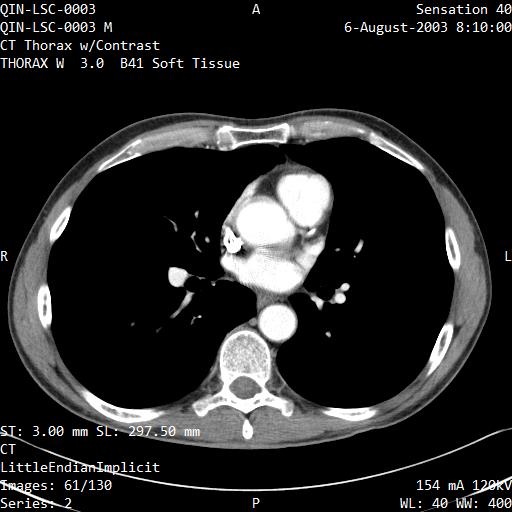 QIN-LSC-0003 A Sensation 40
QIN-LSC-0003 M 6-August-2003 8:10:00
CT Thorax w/Contrast
THORAX W 3.0 B41 Soft Tissue
R L
ST: 3.00 mm SL: 297.50 mm
CT
LittleEndianImplicit
Images: 61/130 154 mA 120kV
Series: 2 P WL: 40 WW: 400